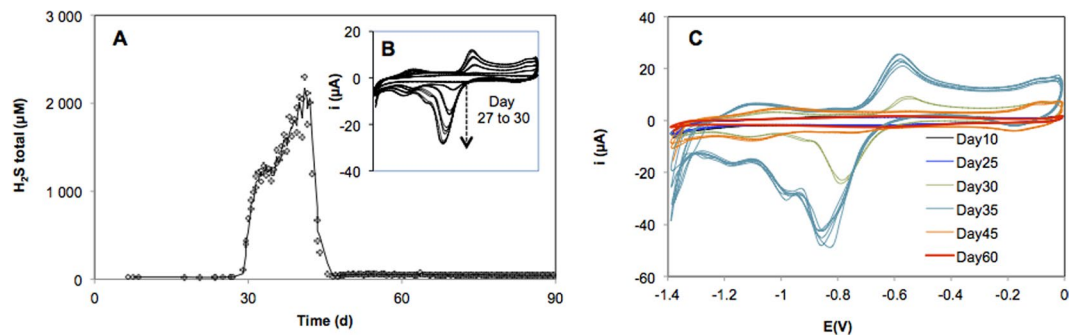 A
H₂S total (µM)
3 000
2 000
1 000
0
0
30
60
90
Time (d)
B
i (µA)
20
0
-20
-40
Day
27 to 30
C
i (µA)
60
40
20
0
-20
-40
-60
-1.4
-1.2
-1
-0.8
-0.6
-0.4
-0.2
0
E(V)
Day10
Day25
Day30
Day35
Day45
Day60